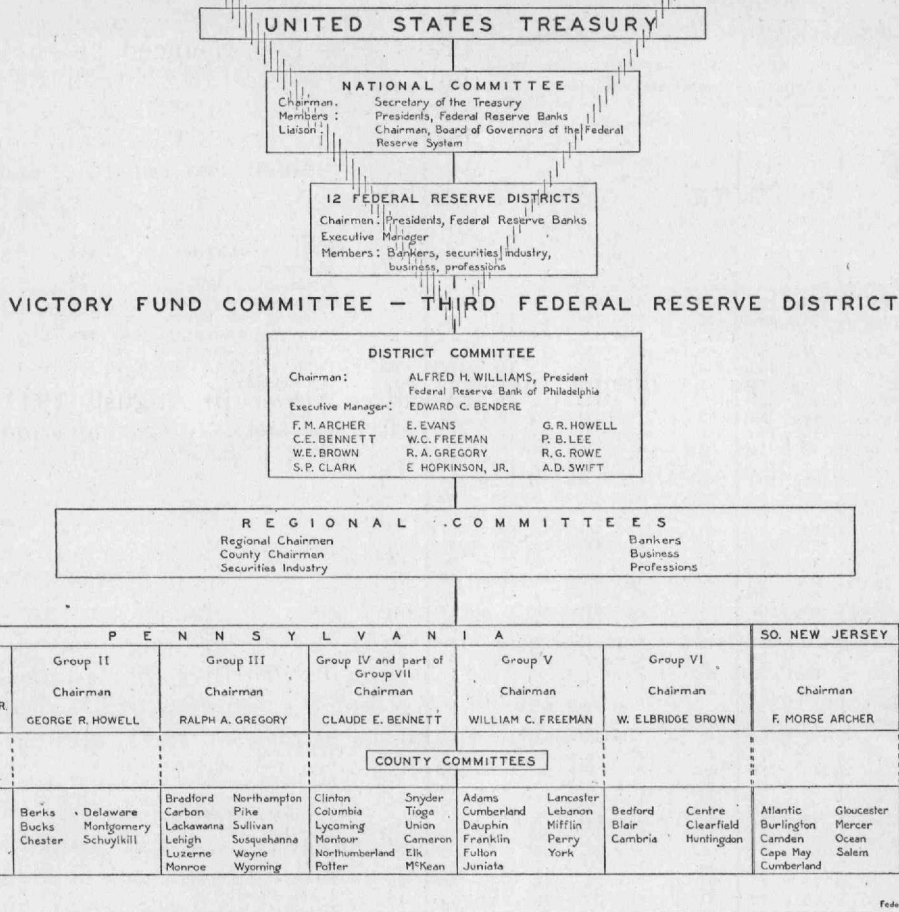 UNITED STATES TREASURY
NATIONAL COMMITTEE
Chairman. Secretary of the Treasury
Members : Presidents, Federal Reserve Banks
Liaison : Chairman, Board of Governors of the Federal
Reserve System
12 FEDERAL RESERVE DISTRICTS
Chairmen : Presidents, Federal Reserve Banks
Executive Manager
Members : Bankers, securities industry,
business, professions
VICTORY FUND COMMITTEE – THIRD FEDERAL RESERVE DISTRICT
DISTRICT COMMITTEE
Chairman : ALFRED H. WILLIAMS, President
Federal Reserve Bank of Philadelphia
Executive Manager : EDWARD C. BENDERE
F. M. ARCHER E. EVANS G. R. HOWELL
C. E. BENNETT W. C. FREEMAN P. B. LEE
W. E. BROWN R. A. GREGORY R. G. ROWE
S. P. CLARK E HOPKINSON, JR. A. D. SWIFT
REGIONAL COMMITTEES
Regional Chairmen Bankers
County Chairmen Business
Securities Industry Professions
PENNSYLVANIA SO. NEW JERSEY
Group II Group III Group IV and part of Group V Group VI
Group VII
Chairman Chairman Chairman Chairman Chairman Chairman
R. GEORGE R. HOWELL RALPH A. GREGORY CLAUDE E. BENNETT WILLIAM C. FREEMAN W. ELBRIDGE BROWN F. MORSE ARCHER
COUNTY COMMITTEES
Bradford Northampton Clinton Snyder Adams Lancaster
Berks Delaware Carbon Pike Columbia Tioga Cumberland Lebanon Bedford Centre Atlantic Gloucester
Bucks Montgomery Lackawanna Sullivan Lycoming Union Dauphin Mifflin Blair Clearfield Burlington Mercer
Chester Schuylkill Lehigh Susquehanna Montour Cameron Franklin Perry Cambria Huntingdon Camden Ocean
Luzerne Wayne Northumberland Elk Fulton York Cape May Salem
Monroe Wyoming Potter McKean Juniata Cumberland